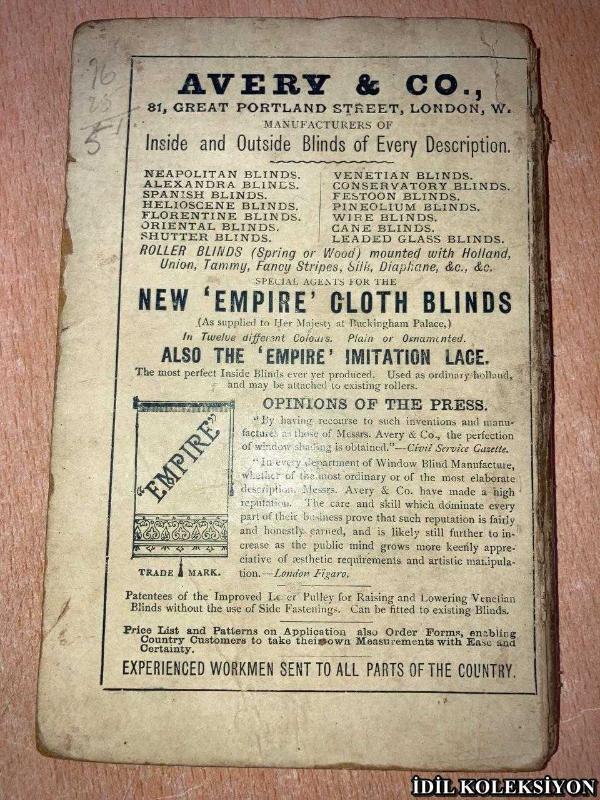 96
25
5
AVERY & CO.,
81, GREAT PORTLAND STREET, LONDON, W.
MANUFACTURERS OF
Inside and Outside Blinds of Every Description.
NEAPOLITAN BLINDS.
ALEXANDRA BLINDS.
SPANISH BLINDS.
HELIOSCENE BLINDS.
FLORENTINE BLINDS.
ORIENTAL BLINDS.
SHUTTER BLINDS.
VENETIAN BLINDS.
CONSERVATORY BLINDS.
FESTOON BLINDS.
PINEOLIUM BLINDS.
WIRE BLINDS.
CANE BLINDS.
LEADED GLASS BLINDS.
ROLLER BLINDS (Spring or Wood) mounted with Holland,
Union, Tammy, Fancy Stripes, Silk, Diaphane, &c., &c.
SPECIAL AGENTS FOR THE
NEW 'EMPIRE' CLOTH BLINDS
(As supplied to Her Majesty at Buckingham Palace,)
In Twelve different Colours. Plain or Ornamented.
ALSO THE 'EMPIRE' IMITATION LACE.
The most perfect Inside Blinds ever yet produced. Used as ordinary holland,
and may be attached to existing rollers.
"EMPIRE"
TRADE MARK.
OPINIONS OF THE PRESS.
"By having recourse to such inventions and manu-
factures as those of Messrs. Avery & Co., the perfection
of window shading is obtained."—Civil Service Gazette.
"In every department of Window Blind Manufacture,
whether of the most ordinary or of the most elaborate
description, Messrs. Avery & Co. have made a high
reputation. The care and skill which dominate every
part of their business prove that such reputation is fairly
and honestly earned, and is likely still further to in-
crease as the public mind grows more keenly appre-
ciative of æsthetic requirements and artistic manipula-
tion.—London Figaro.
Patentees of the Improved Lever Pulley for Raising and Lowering Venetian
Blinds without the use of Side Fastenings. Can be fitted to existing Blinds.
Price List and Patterns on Application also Order Forms, enabling
Country Customers to take their own Measurements with Ease and
Certainty.
EXPERIENCED WORKMEN SENT TO ALL PARTS OF THE COUNTRY.
İDİL KOLEKSİYON